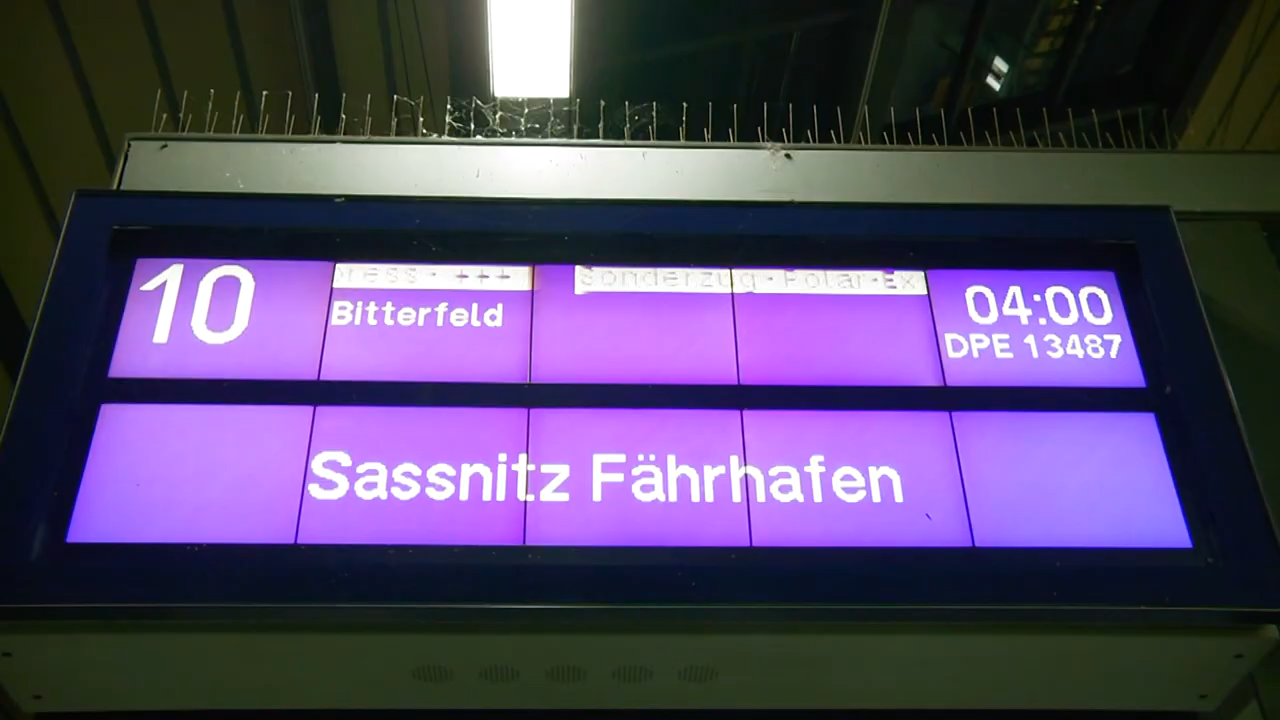 10
ress · +++ Sonderzug · Polar-Ex
04:00
Bitterfeld
DPE 13487
Sassnitz Fährhafen